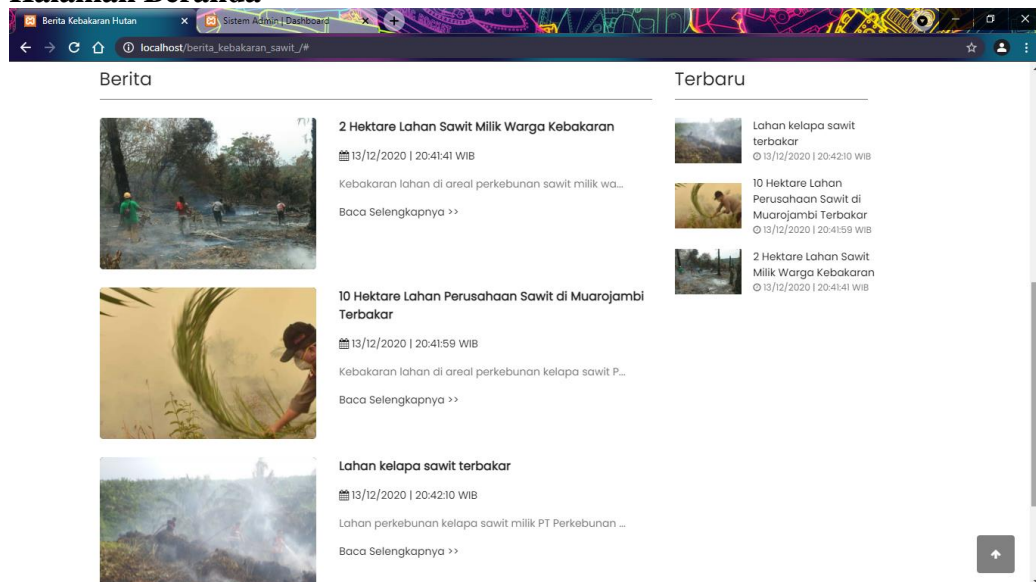 Halaman Beranda
Berita Kebakaran Hutan
Sistem Admin | Dashboard
localhost/berita_kebakaran_sawit_/#
Berita
2 Hektare Lahan Sawit Milik Warga Kebakaran
13/12/2020 | 20:41:41 WIB
Kebakaran lahan di areal perkebunan sawit milik wa...
Baca Selengkapnya >>
10 Hektare Lahan Perusahaan Sawit di Muarojambi
Terbakar
13/12/2020 | 20:41:59 WIB
Kebakaran lahan di areal perkebunan kelapa sawit P...
Baca Selengkapnya >>
Lahan kelapa sawit terbakar
13/12/2020 | 20:42:10 WIB
Lahan perkebunan kelapa sawit milik PT Perkebunan ...
Baca Selengkapnya >>
Terbaru
Lahan kelapa sawit
terbakar
13/12/2020 | 20:42:10 WIB
10 Hektare Lahan
Perusahaan Sawit di
Muarojambi Terbakar
13/12/2020 | 20:41:59 WIB
2 Hektare Lahan Sawit
Milik Warga Kebakaran
13/12/2020 | 20:41:41 WIB